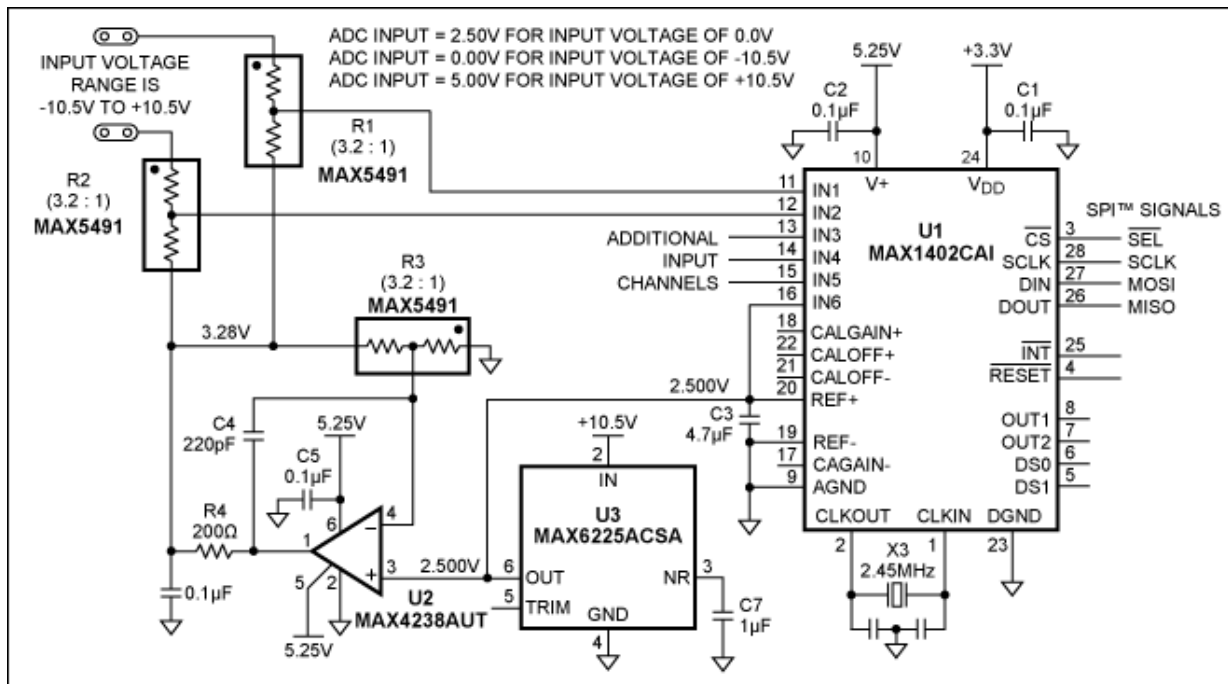 ADC INPUT = 2.50V FOR INPUT VOLTAGE OF 0.0V
ADC INPUT = 0.00V FOR INPUT VOLTAGE OF -10.5V
ADC INPUT = 5.00V FOR INPUT VOLTAGE OF +10.5V
INPUT VOLTAGE
RANGE IS
-10.5V TO +10.5V
R1
(3.2 : 1)
MAX5491
R2
(3.2 : 1)
MAX5491
R3
(3.2 : 1)
MAX5491
3.28V
5.25V
+3.3V
C2
0.1µF
C1
0.1µF
10
24
V+
VDD
U1
MAX1402CAI
11
IN1
12
IN2
13
IN3
14
IN4
15
IN5
16
IN6
18
CALGAIN+
22
CALOFF+
21
CALOFF-
20
REF+
19
REF-
17
CAGAIN-
9
AGND
ADDITIONAL
INPUT
CHANNELS
SPI™ SIGNALS
CS
3
SEL
SCLK
28
SCLK
DIN
27
MOSI
DOUT
26
MISO
INT
25
RESET
4
OUT1
8
OUT2
7
DS0
6
DS1
5
CLKOUT
CLKIN
DGND
2
1
23
X3
2.45MHz
2.500V
C3
4.7µF
C4
220pF
5.25V
C5
0.1µF
R4
200Ω
0.1µF
1
6
4
3
5
2
−
+
5.25V
U2
MAX4238AUT
2.500V
+10.5V
2
IN
U3
MAX6225ACSA
6
OUT
5
TRIM
NR
3
GND
4
C7
1µF